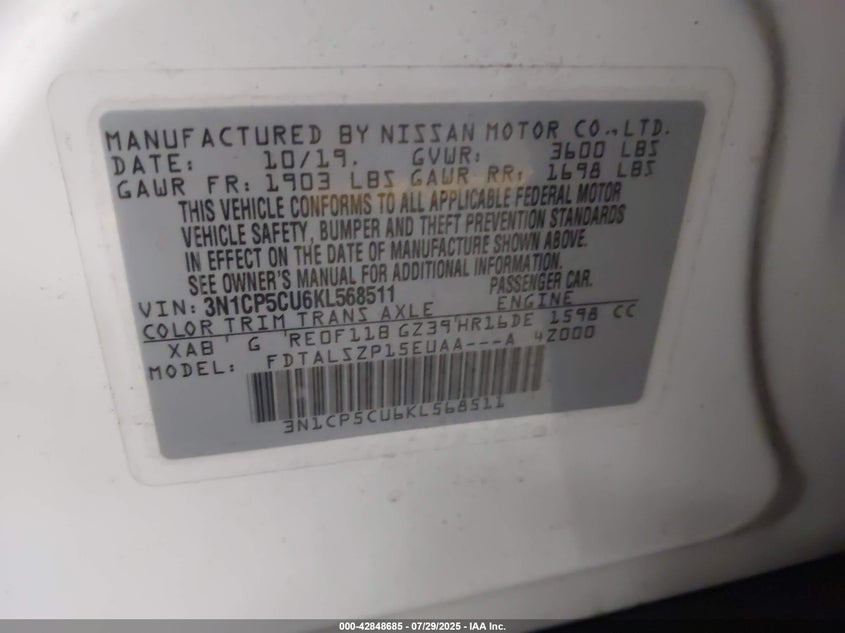 MANUFACTURED BY NISSAN MOTOR CO., LTD.
DATE: 10/19. GVWR: 3600 LBS
GAWR FR: 1903 LBS GAWR RR: 1698 LBS
THIS VEHICLE CONFORMS TO ALL APPLICABLE FEDERAL MOTOR
VEHICLE SAFETY, BUMPER AND THEFT PREVENTION STANDARDS
IN EFFECT ON THE DATE OF MANUFACTURE SHOWN ABOVE.
SEE OWNER'S MANUAL FOR ADDITIONAL INFORMATION.
VIN: 3N1CP5CU6KL568511 PASSENGER CAR.
COLOR TRIM TRANS AXLE ENGINE
XAB G RE0F11B GZ39 HR16DE 1598 CC
MODEL: FDTALSZP15EUAA---A 4Z000
3N1CP5CU6KL568511
000-42848685 - 07/29/2025 - IAA Inc.